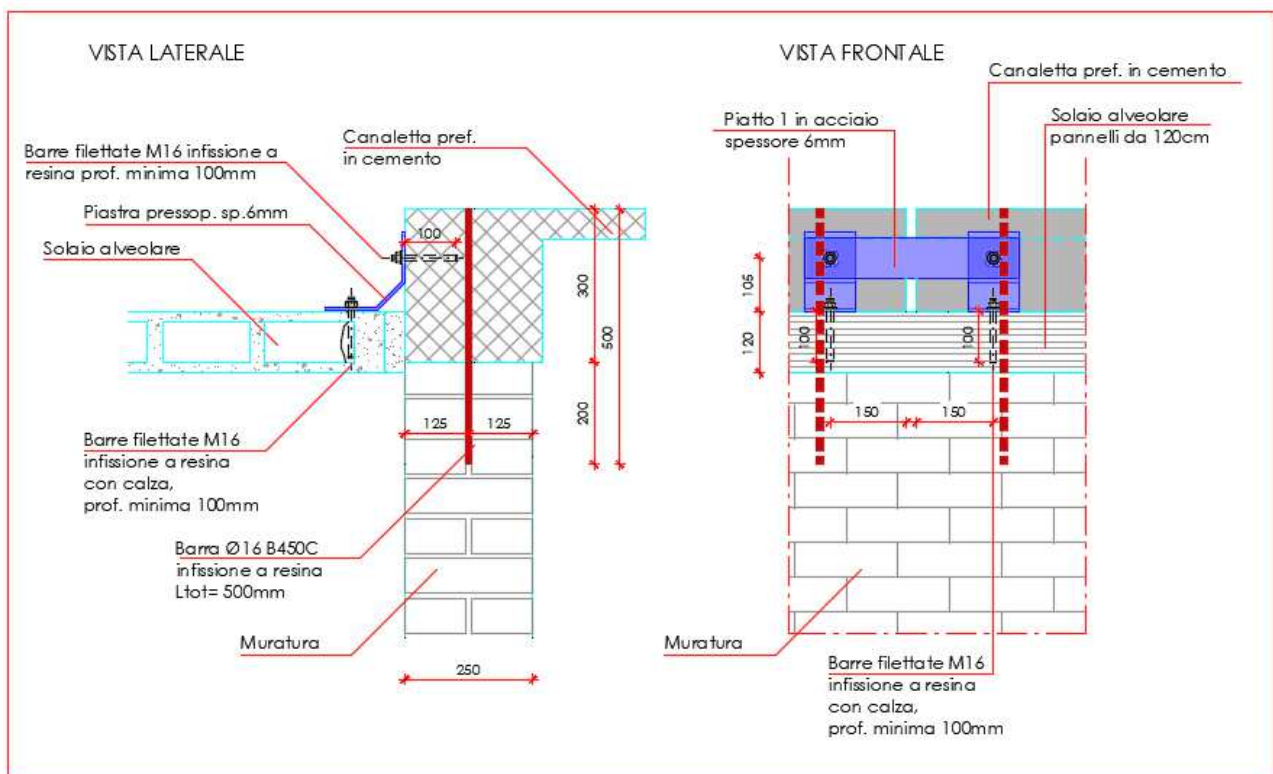 VISTA LATERALE
Canaletta pref.
in cemento
Barre filettate M16 infissione a
resina prof. minima 100mm
Piastra pressop. sp.6mm
Solaio alveolare
100
300
500
200
125
125
Barre filettate M16
infissione a resina
con calza,
prof. minima 100mm
Barra Ø16 B450C
infissione a resina
Ltot= 500mm
Muratura
250
VISTA FRONTALE
Canaletta pref. in cemento
Piatto 1 in acciaio
spessore 6mm
Solaio alveolare
pannelli da 120cm
105
120
100
100
150
150
Muratura
Barre filettate M16
infissione a resina
con calza,
prof. minima 100mm